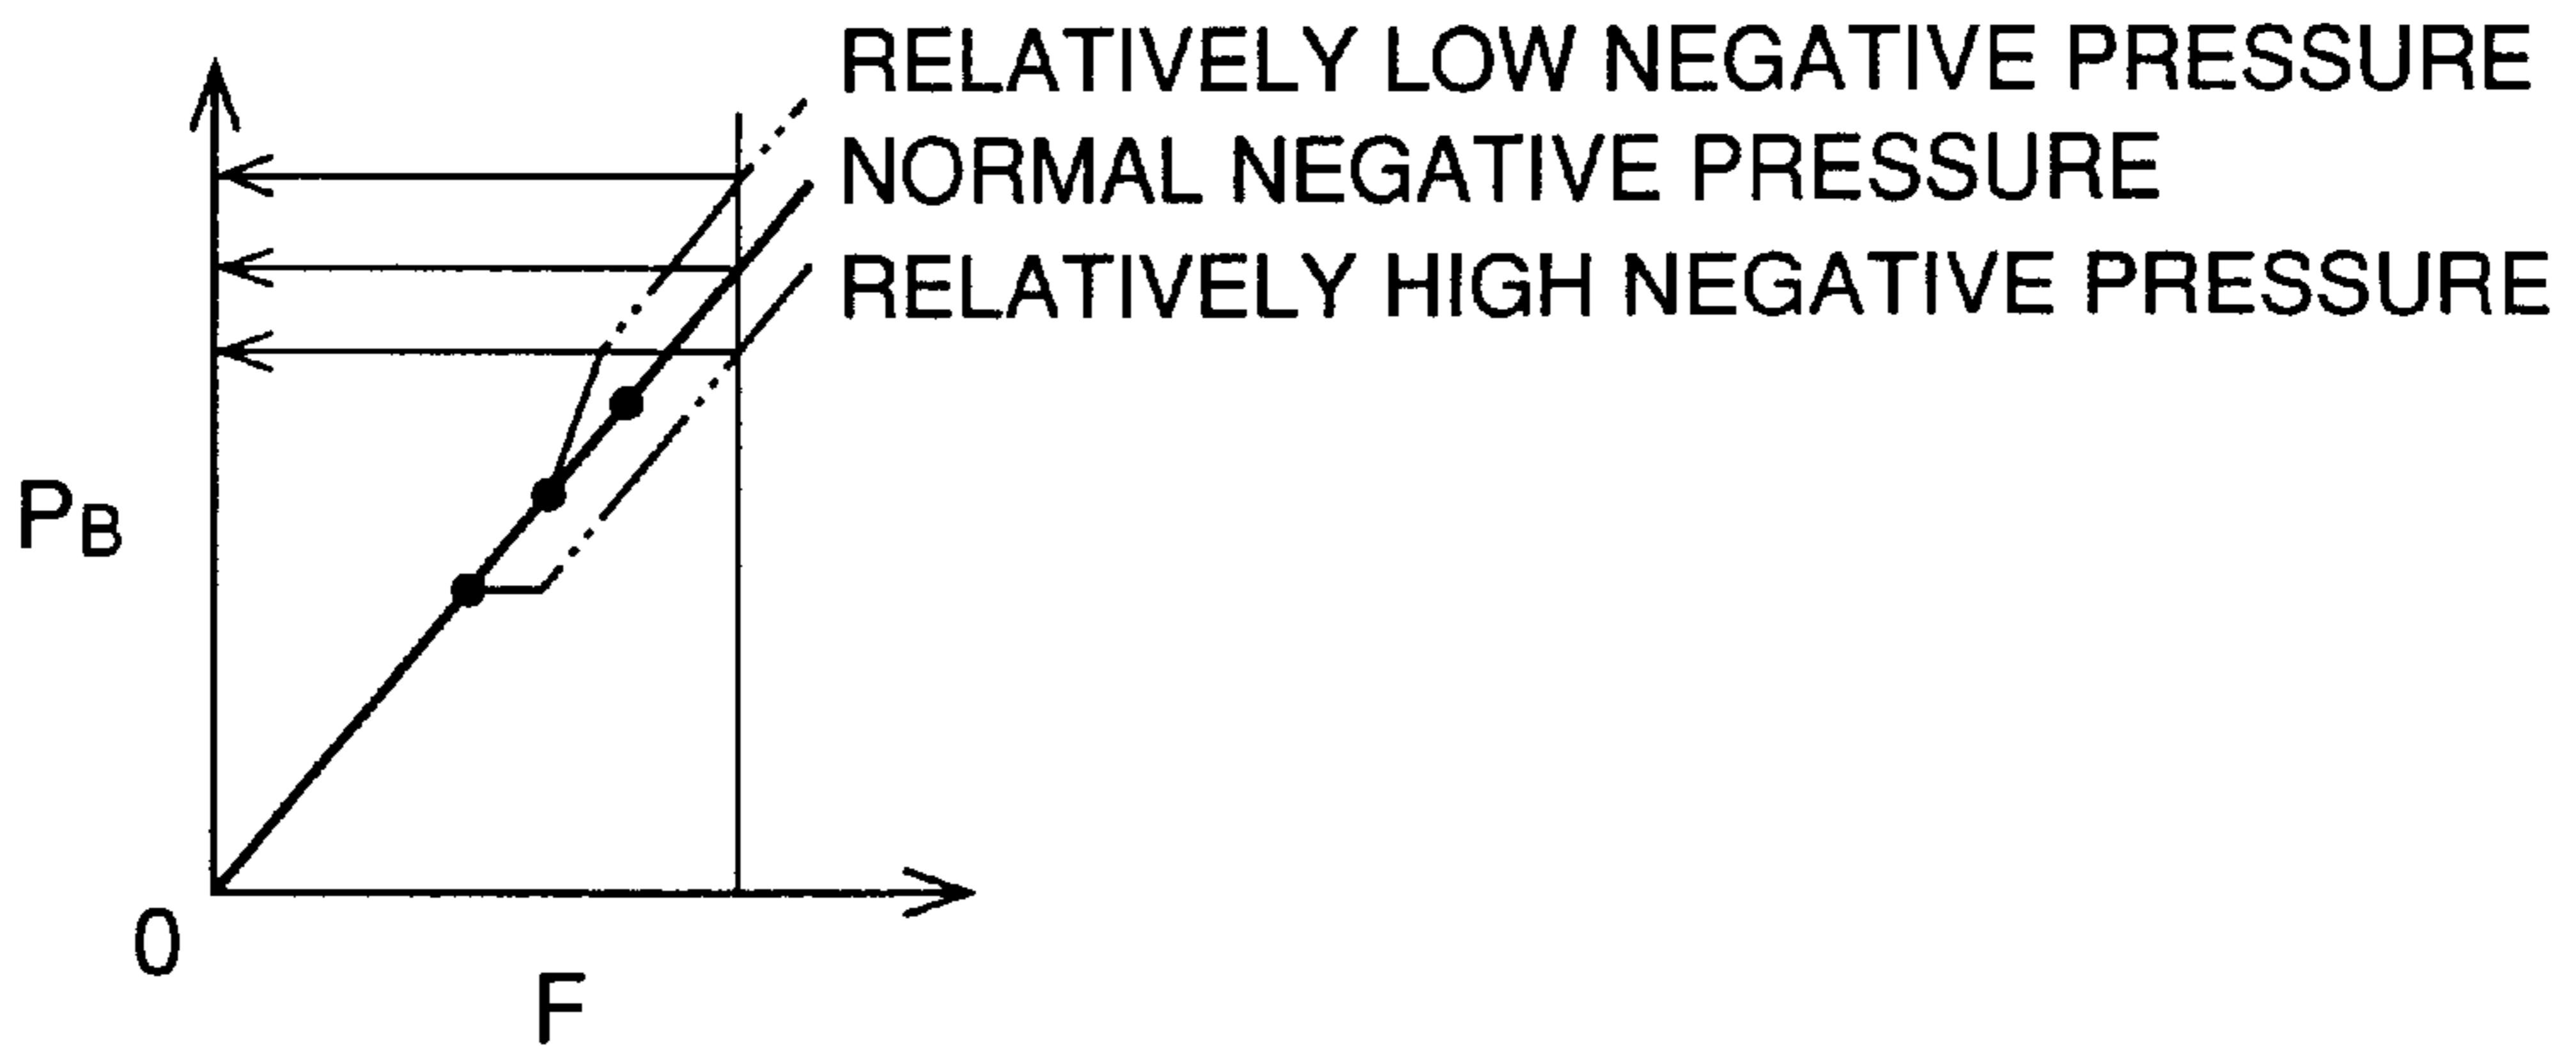 RELATIVELY LOW NEGATIVE PRESSURE
NORMAL NEGATIVE PRESSURE
RELATIVELY HIGH NEGATIVE PRESSURE
PB
0
F